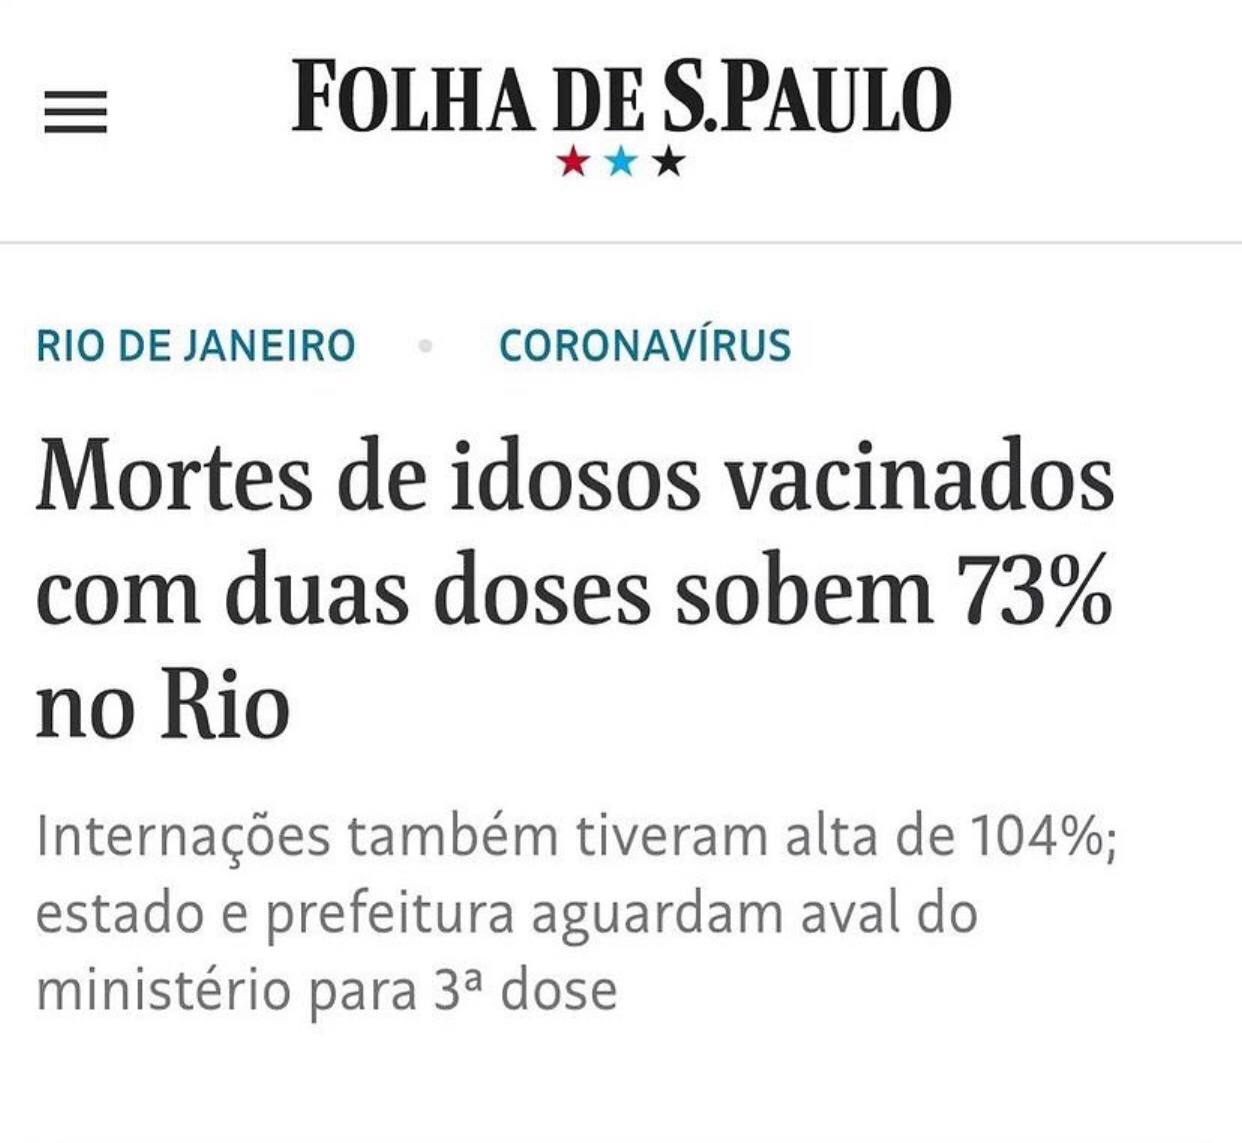 FOLHA DE S.PAULO
RIO DE JANEIRO • CORONAVÍRUS
Mortes de idosos vacinados
com duas doses sobem 73%
no Rio
Internações também tiveram alta de 104%;
estado e prefeitura aguardam aval do
ministério para 3ª dose